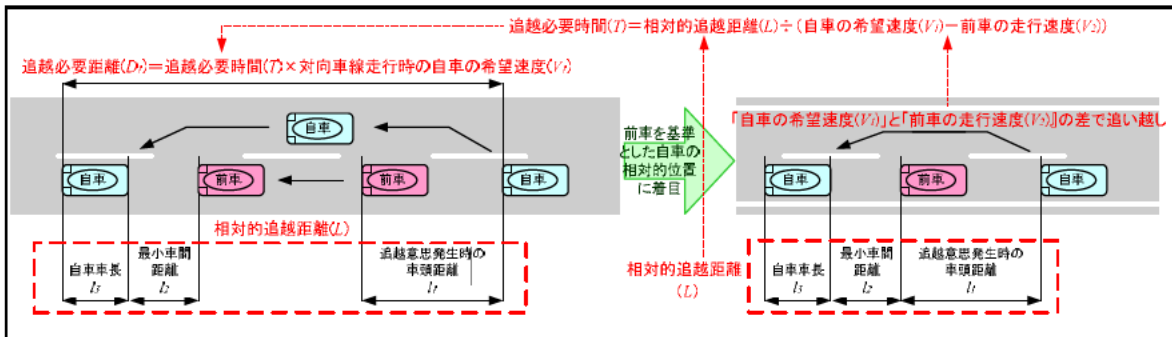 追越必要時間(T)＝相対的追越距離(L)÷(自車の希望速度(V₁)－前車の走行速度(V₂))
追越必要距離(D₀)＝追越必要時間(T)×対向車線走行時の自車の希望速度(V₁)
自車
自車
前車
前車
自車
前車を基準
とした自車の
相対的位置
に着目
「自車の希望速度(V₁)」と「前車の走行速度(V₂)」の差で追い越し
自車
前車
自車
相対的追越距離(L)
自車車長
l₃
最小車間
距離
l₂
追越意思発生時の
車頭距離
l₁
相対的追越距離
(L)
自車車長
l₃
最小車間
距離
l₂
追越意思発生時の
車頭距離
l₁